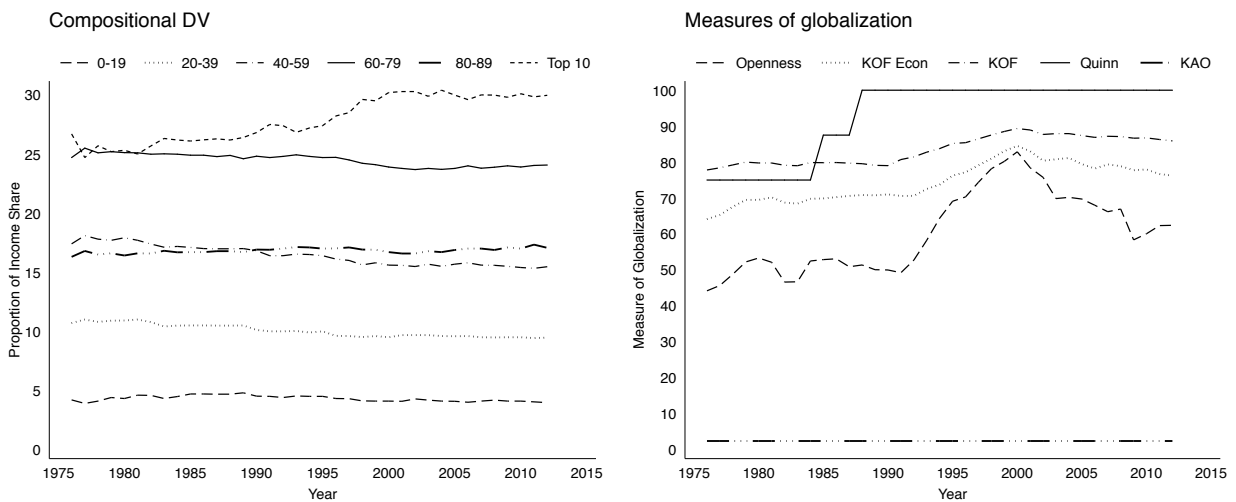 Compositional DV
0-19 20-39 40-59 60-79 80-89 Top 10
Proportion of Income Share
30
25
20
15
10
5
0
1975 1980 1985 1990 1995 2000 2005 2010 2015
Year
Measures of globalization
Openness KOF Econ KOF Quinn KAO
Measure of Globalization
100
90
80
70
60
50
40
30
20
10
0
1975 1980 1985 1990 1995 2000 2005 2010 2015
Year